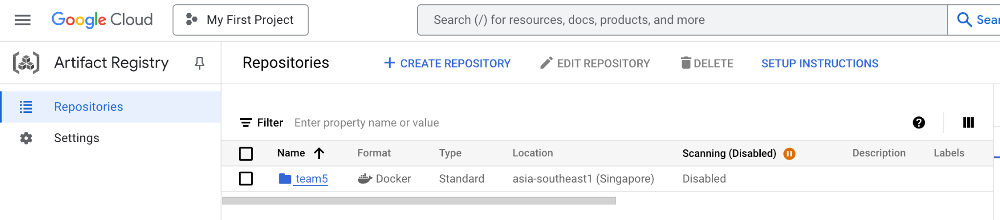 Google Cloud
My First Project
Search (/) for resources, docs, products, and more
Artifact Registry
Repositories
CREATE REPOSITORY
EDIT REPOSITORY
DELETE
SETUP INSTRUCTIONS
Repositories
Settings
Filter Enter property name or value
Name Format Type Location Scanning (Disabled) Description Labels
team5 Docker Standard asia-southeast1 (Singapore) Disabled